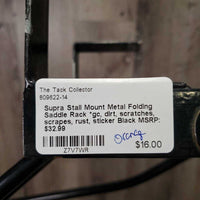 The Tack Collector
809622-14
Supra Stall Mount Metal Folding
Saddle Rack *gc, dirt, scratches,
scrapes, rust, sticker Black MSRP:
$32.99
$16.00
Z7V7WR